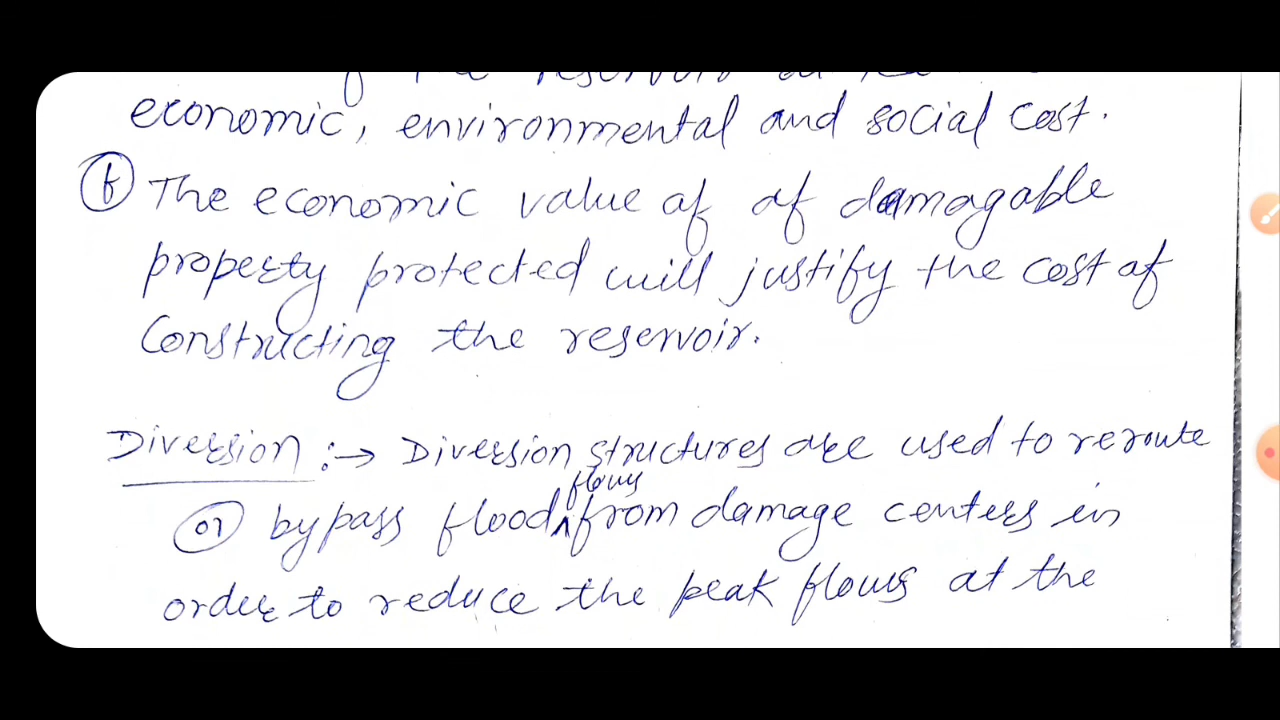 economic, environmental and social cost.
(f) The economic value of of damagable
property protected will justify the cost of
Constructing the reservoir.
Diversion :→ Diversion structures are used to reroute
flows
(or) bypass flood ∧ from damage centers in
order to reduce the peak flows at the